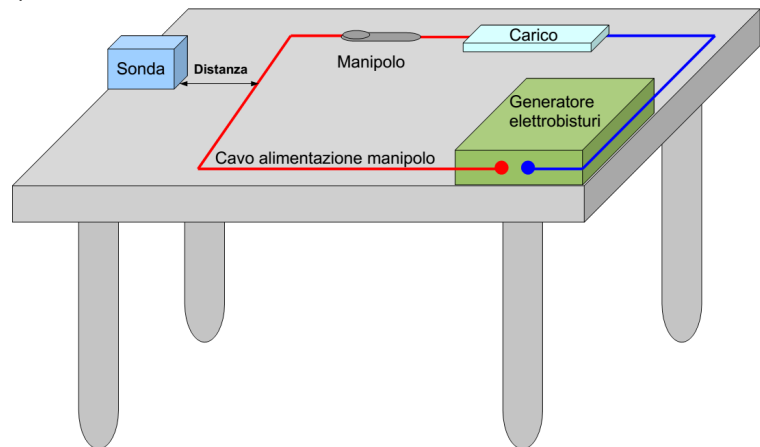 Carico
Sonda
Distanza
Manipolo
Generatore
elettrobisturi
Cavo alimentazione manipolo